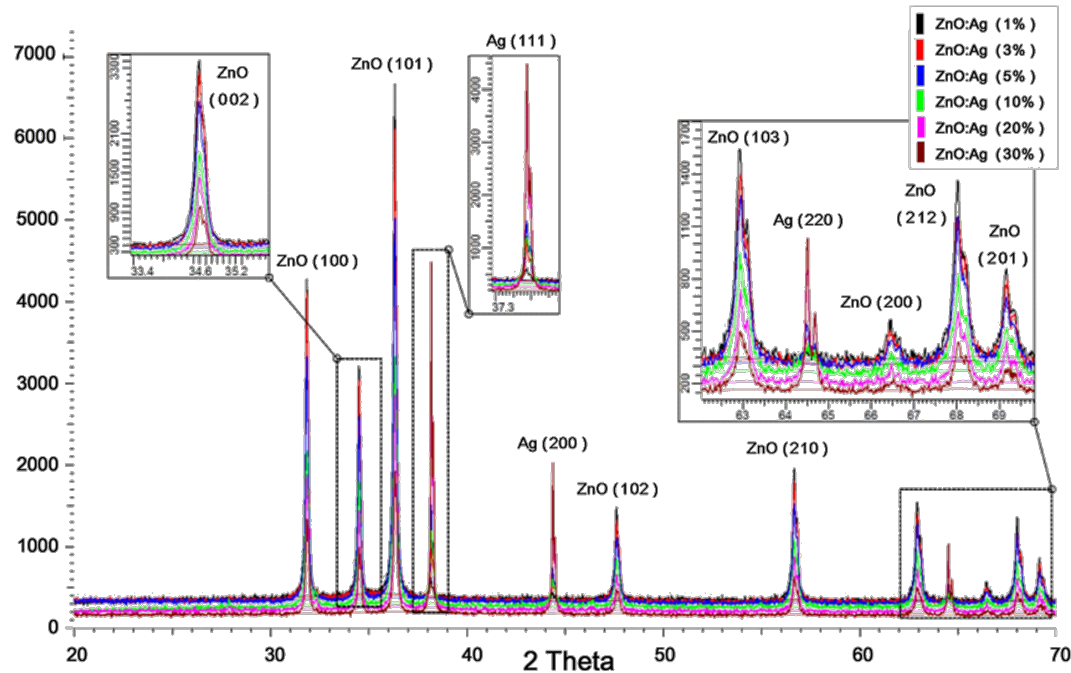 ZnO:Ag (1%)
ZnO:Ag (3%)
ZnO:Ag (5%)
ZnO:Ag (10%)
ZnO:Ag (20%)
ZnO:Ag (30%)
7000
6000
5000
4000
3000
2000
1000
0
20
30
40
50
60
70
2 Theta
ZnO
(002)
3300
2100
1500
900
300
33.4
34.6
35.2
ZnO (100)
ZnO (101)
Ag (111)
4000
3000
2000
1000
37.3
Ag (200)
ZnO (102)
ZnO (210)
ZnO (103)
Ag (220)
ZnO (200)
ZnO
(212)
ZnO
(201)
1700
1400
1100
800
500
200
63
64
65
66
67
68
69